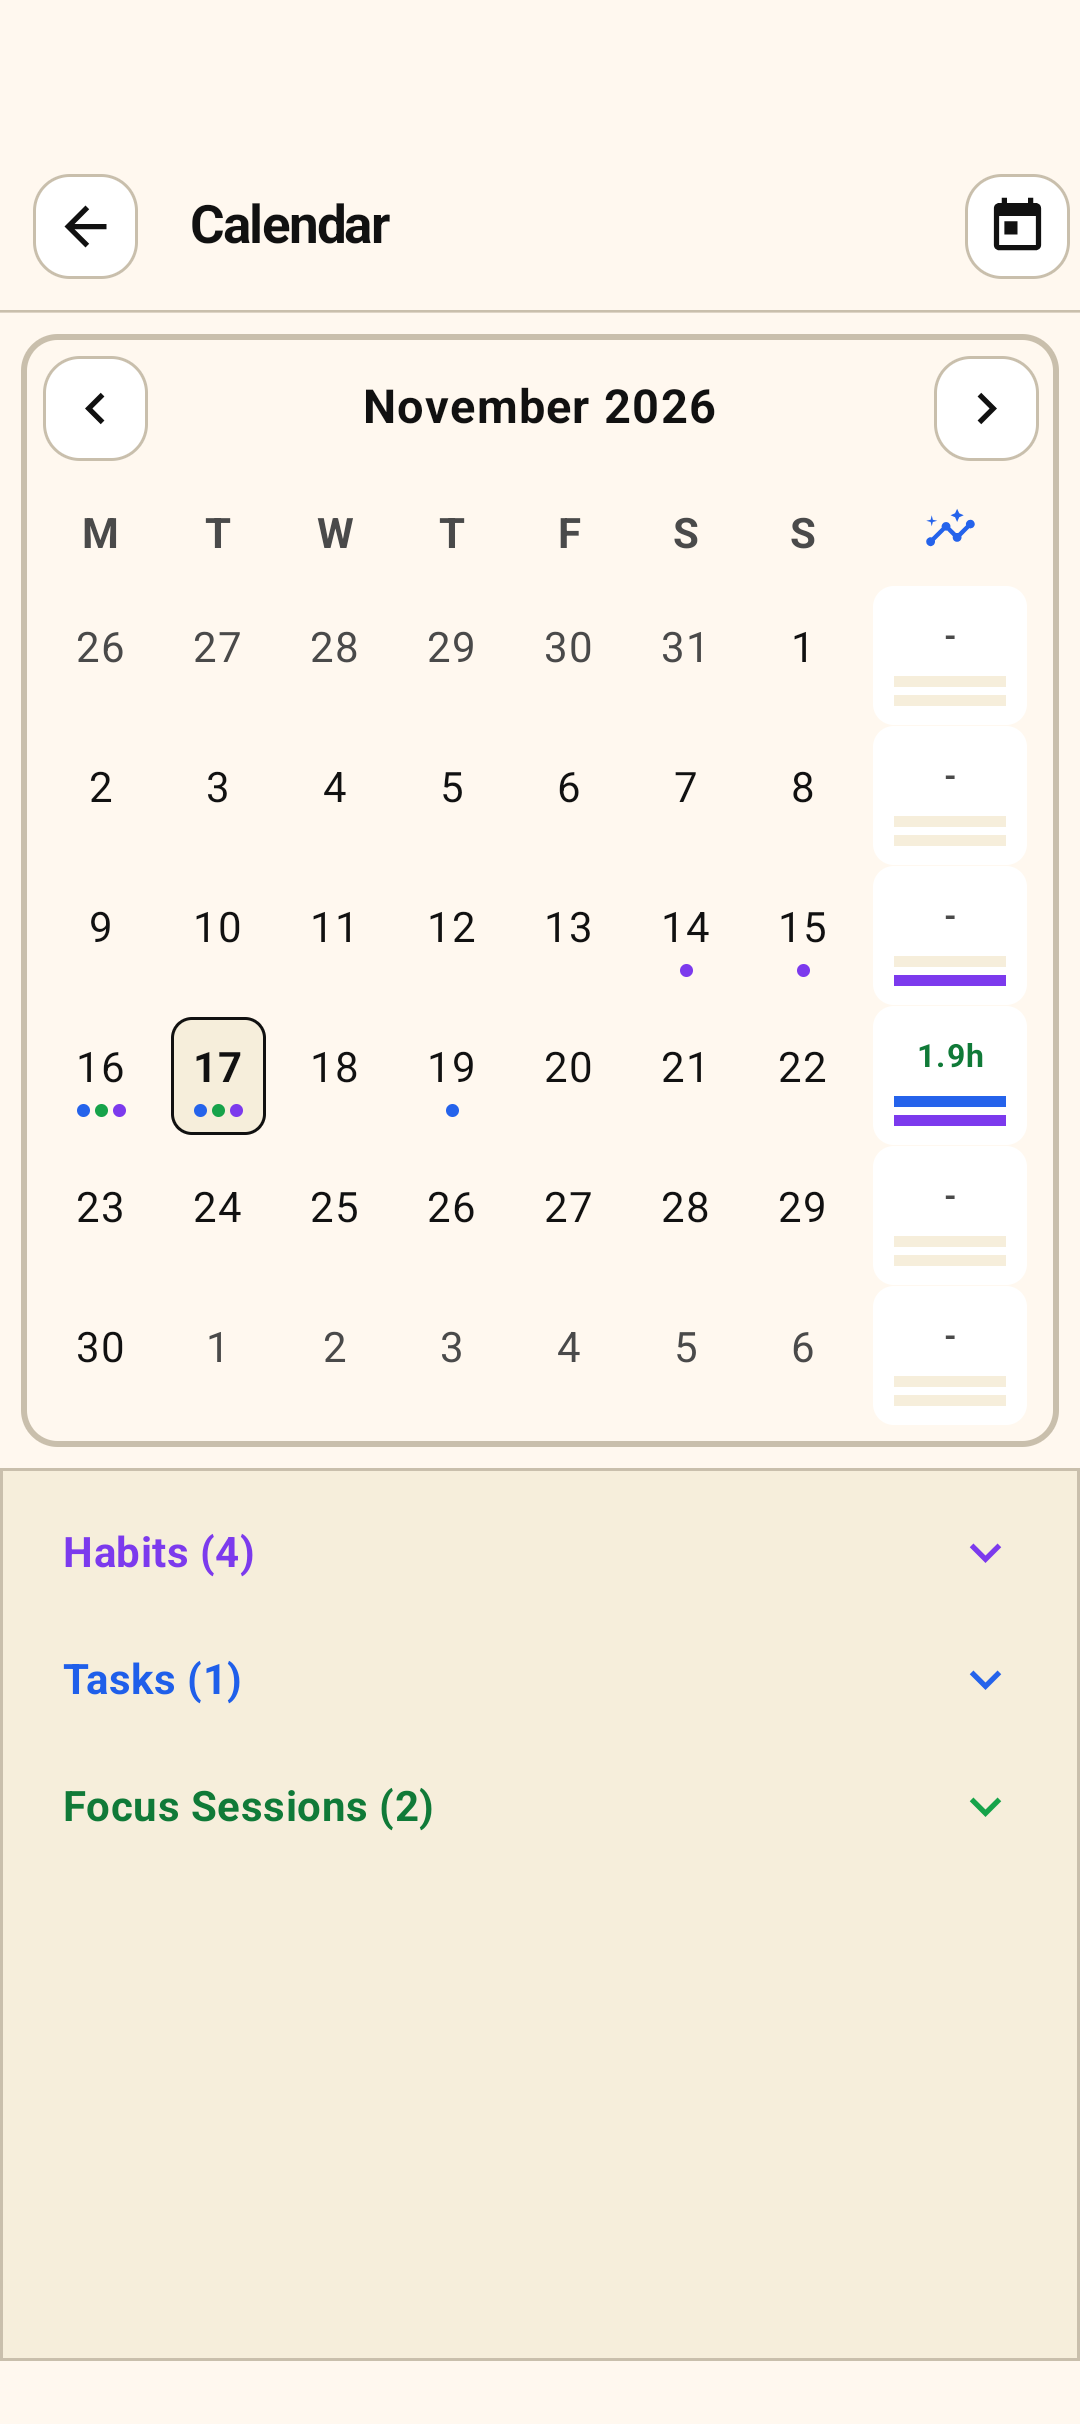 Calendar
November 2026
M T W T F S S
26 27 28 29 30 31 1 -
2 3 4 5 6 7 8 -
9 10 11 12 13 14 15 -
16 17 18 19 20 21 22 1.9h
23 24 25 26 27 28 29 -
30 1 2 3 4 5 6 -
Habits (4)
Tasks (1)
Focus Sessions (2)